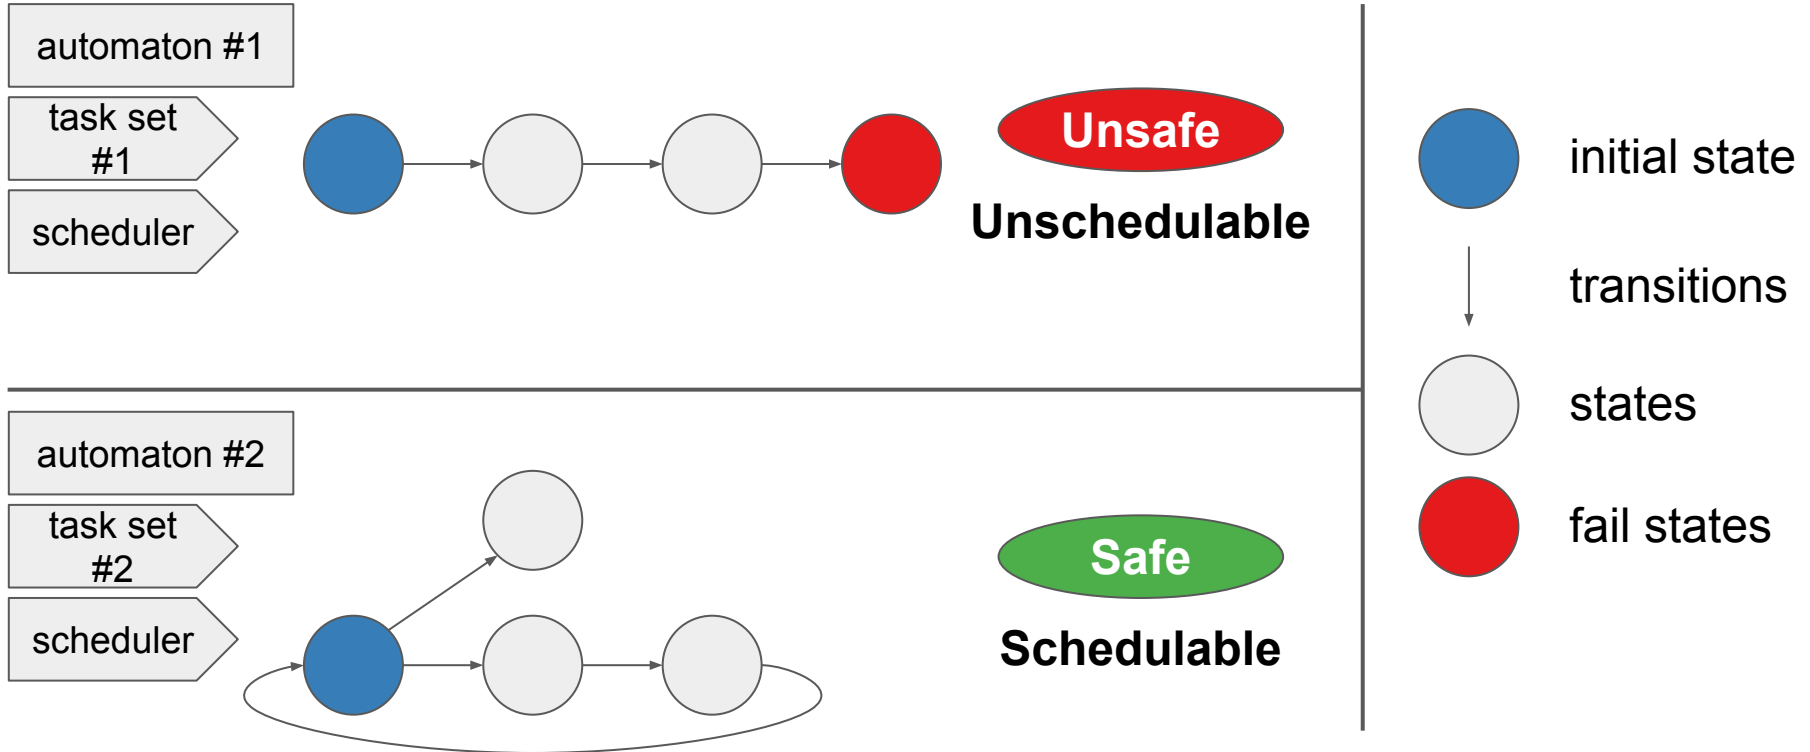 automaton #1
task set
#1
scheduler
Unsafe
Unschedulable
automaton #2
task set
#2
scheduler
Safe
Schedulable
initial state
transitions
states
fail states